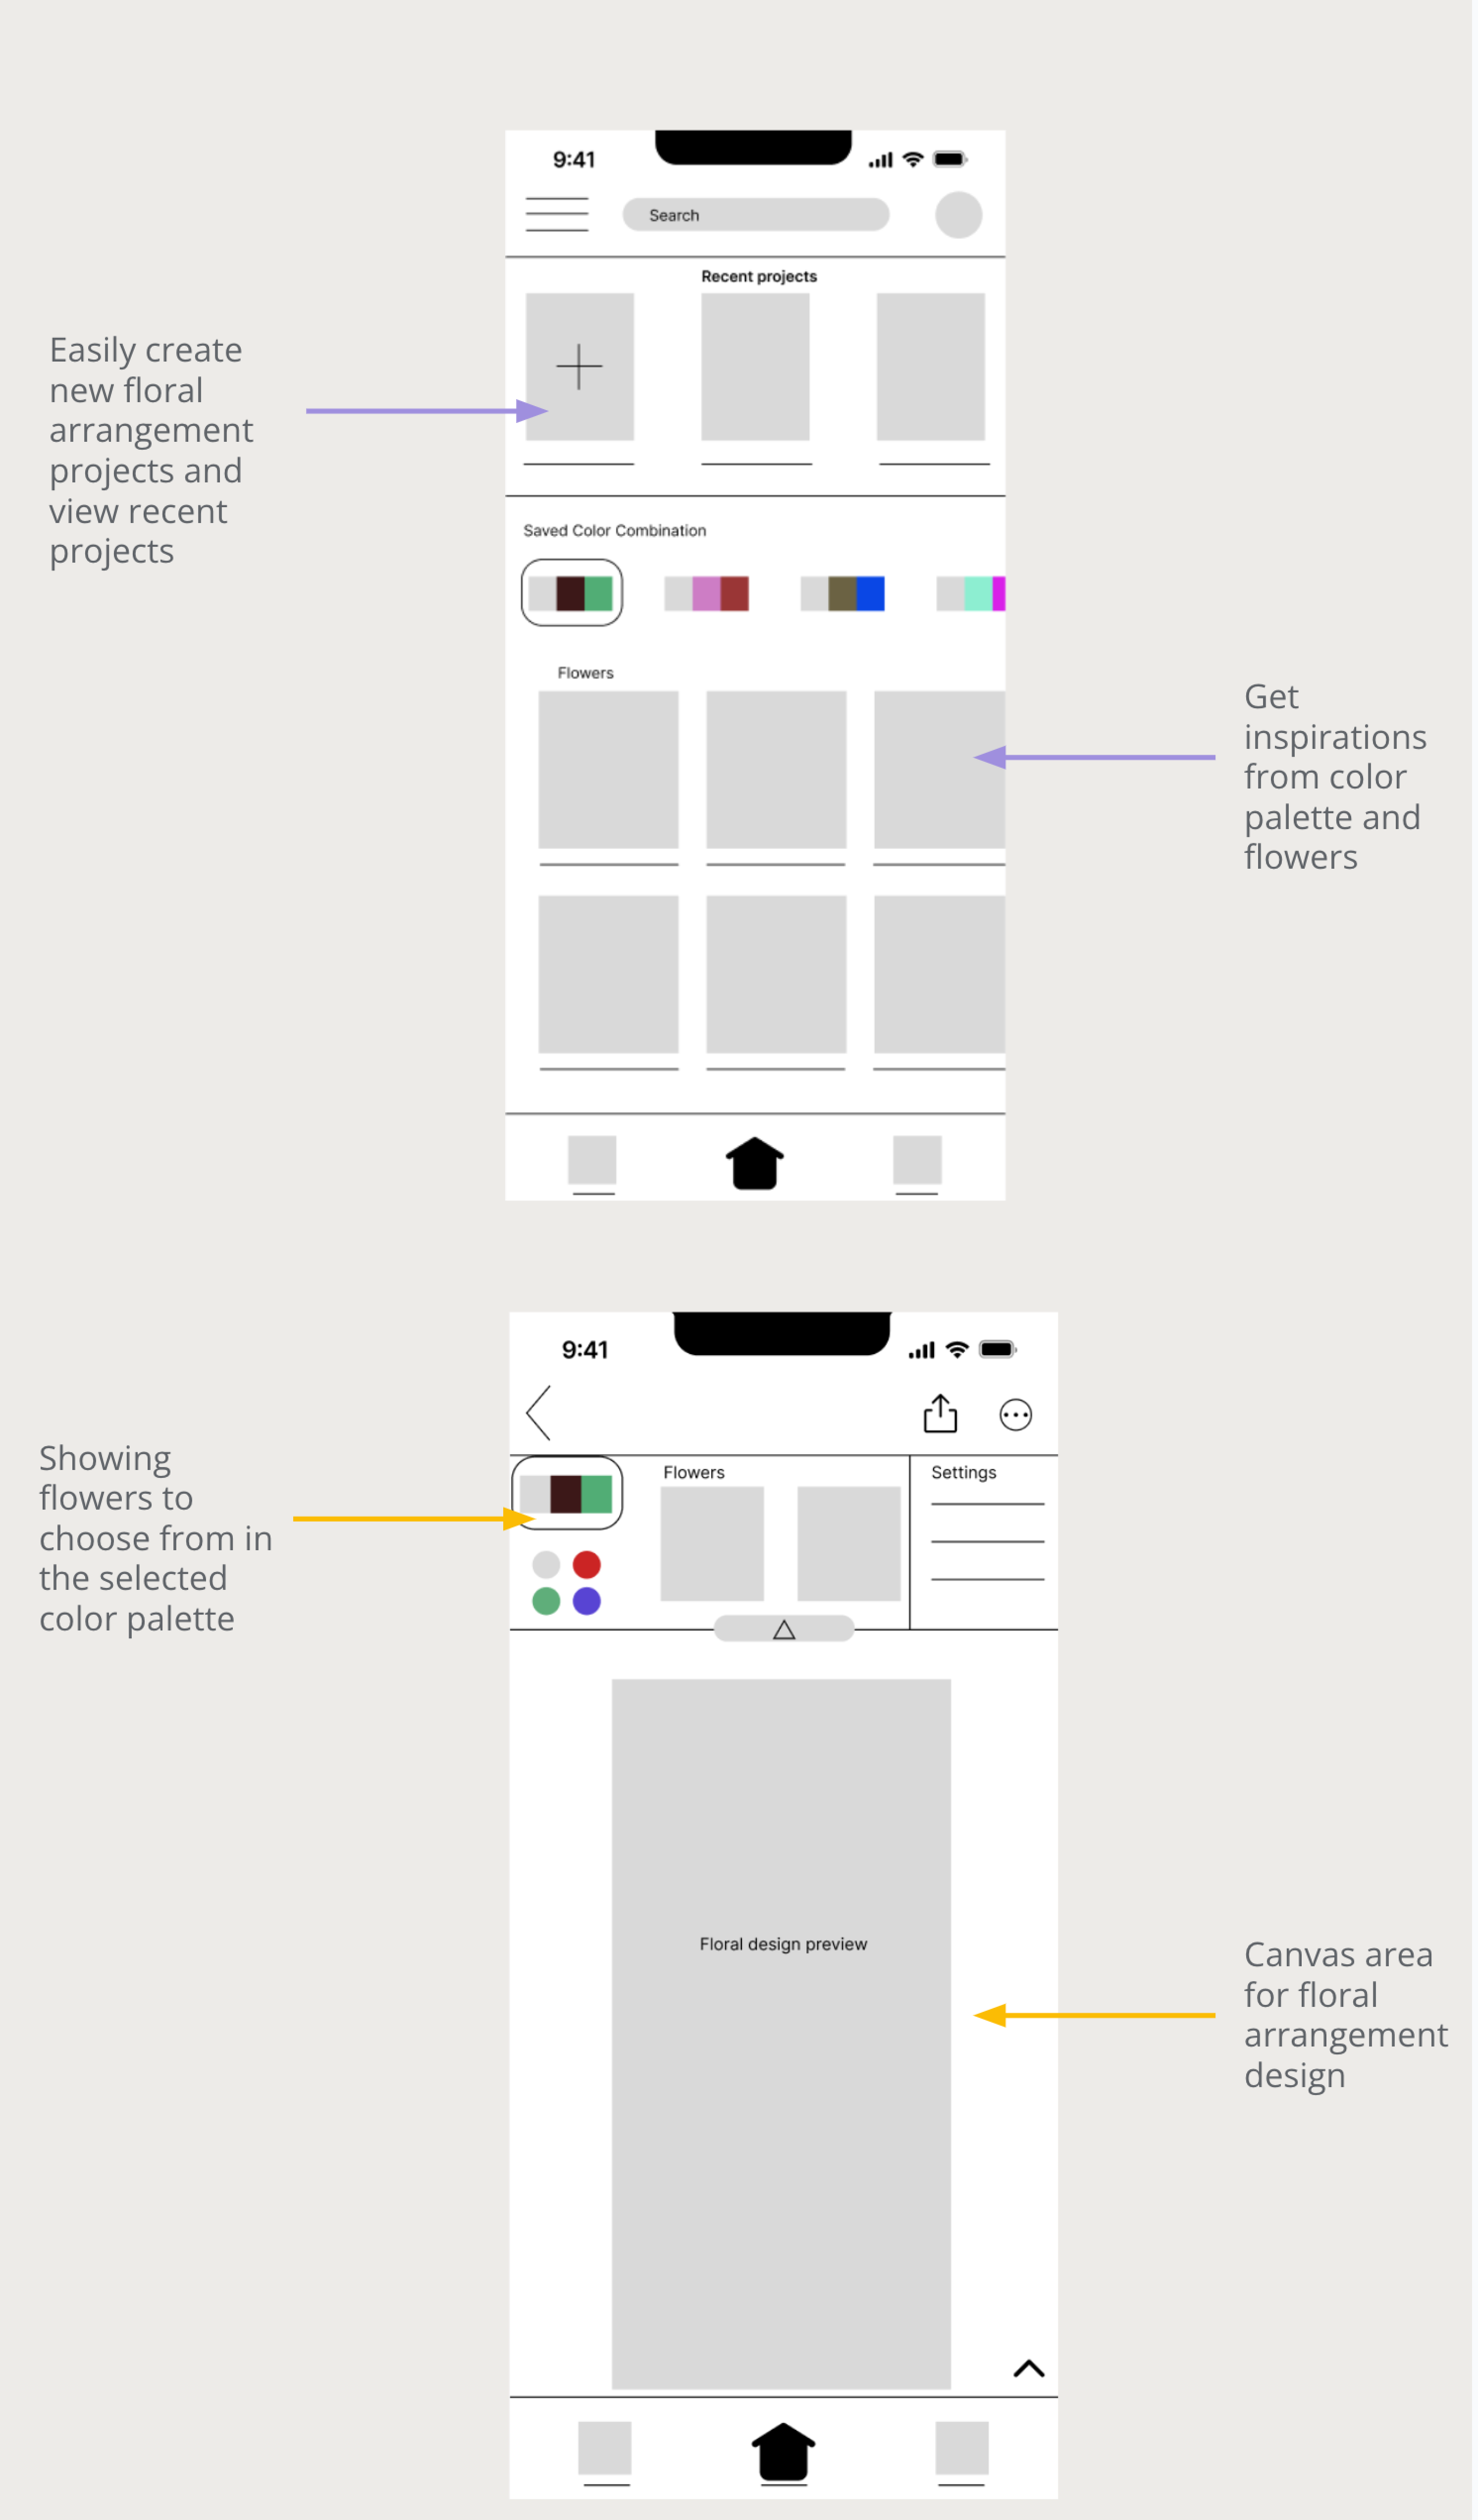 9:41
Search
Recent projects
Easily create
new floral
arrangement
projects and
view recent
projects
Saved Color Combination
Flowers
Get
inspirations
from color
palette and
flowers
9:41
Flowers
Settings
Showing
flowers to
choose from in
the selected
color palette
Floral design preview
Canvas area
for floral
arrangement
design